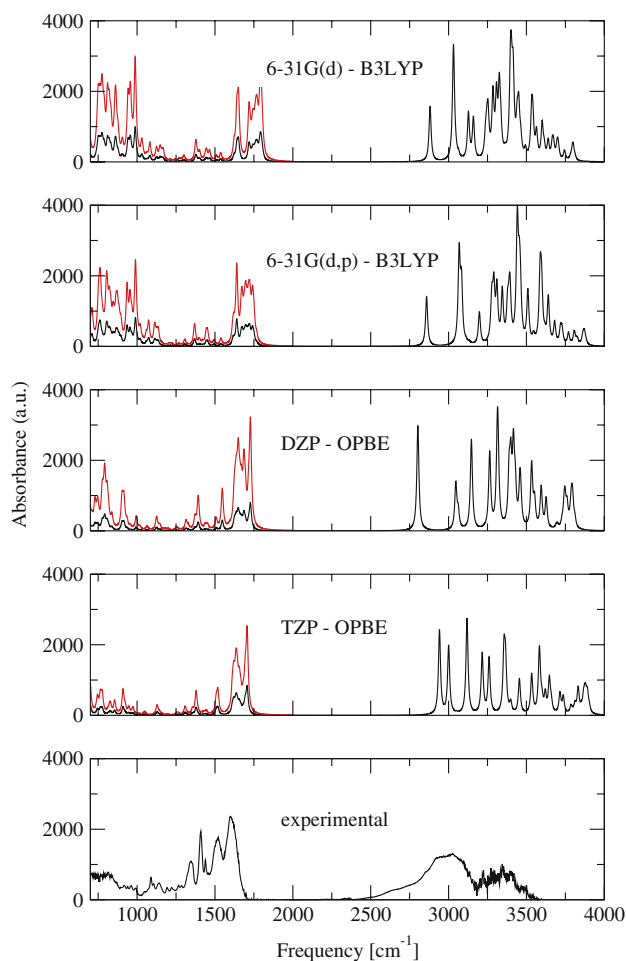 4000
6-31G(d) - B3LYP
2000
0
4000
6-31G(d,p) - B3LYP
2000
0
Absorbance (a.u.)
4000
DZP - OPBE
2000
0
4000
TZP - OPBE
2000
0
4000
experimental
2000
0
1000 1500 2000 2500 3000 3500 4000
Frequency [cm⁻¹]